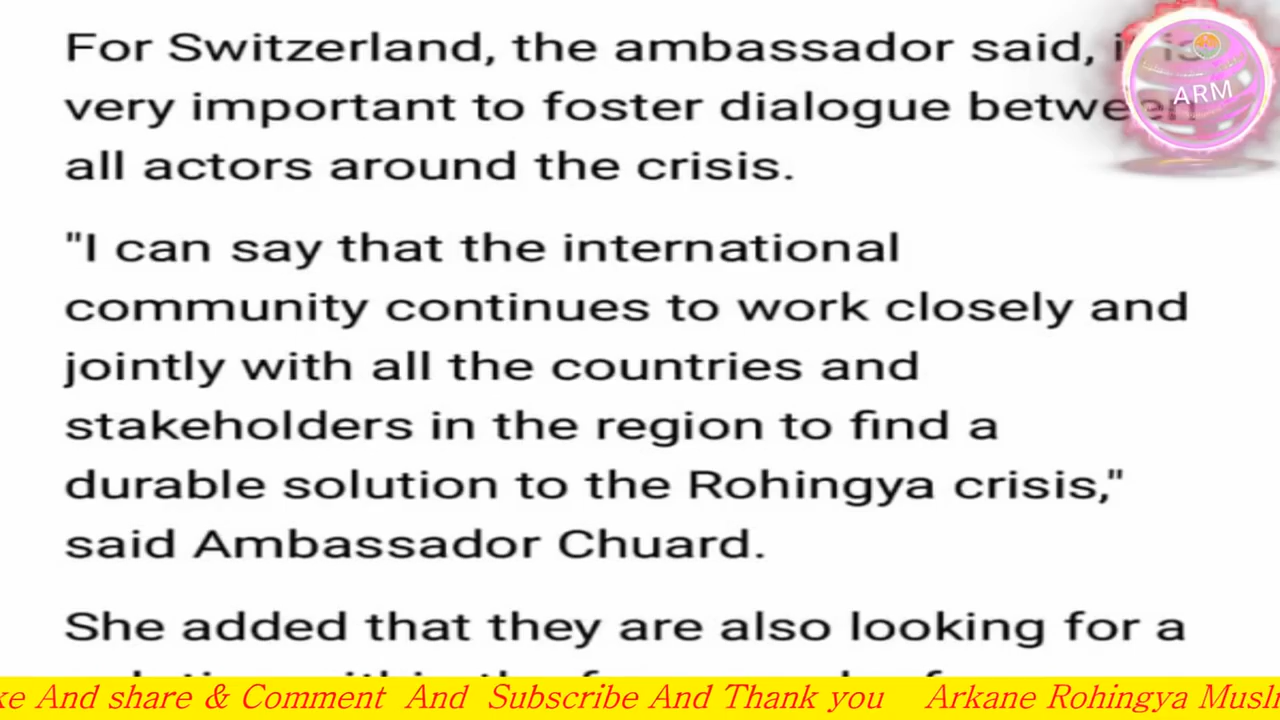 For Switzerland, the ambassador said, it is
very important to foster dialogue between
all actors around the crisis.
"I can say that the international
community continues to work closely and
jointly with all the countries and
stakeholders in the region to find a
durable solution to the Rohingya crisis,"
said Ambassador Chuard.
She added that they are also looking for a
ARM
And share & Comment And Subscribe And Thank you Arkane Rohingya